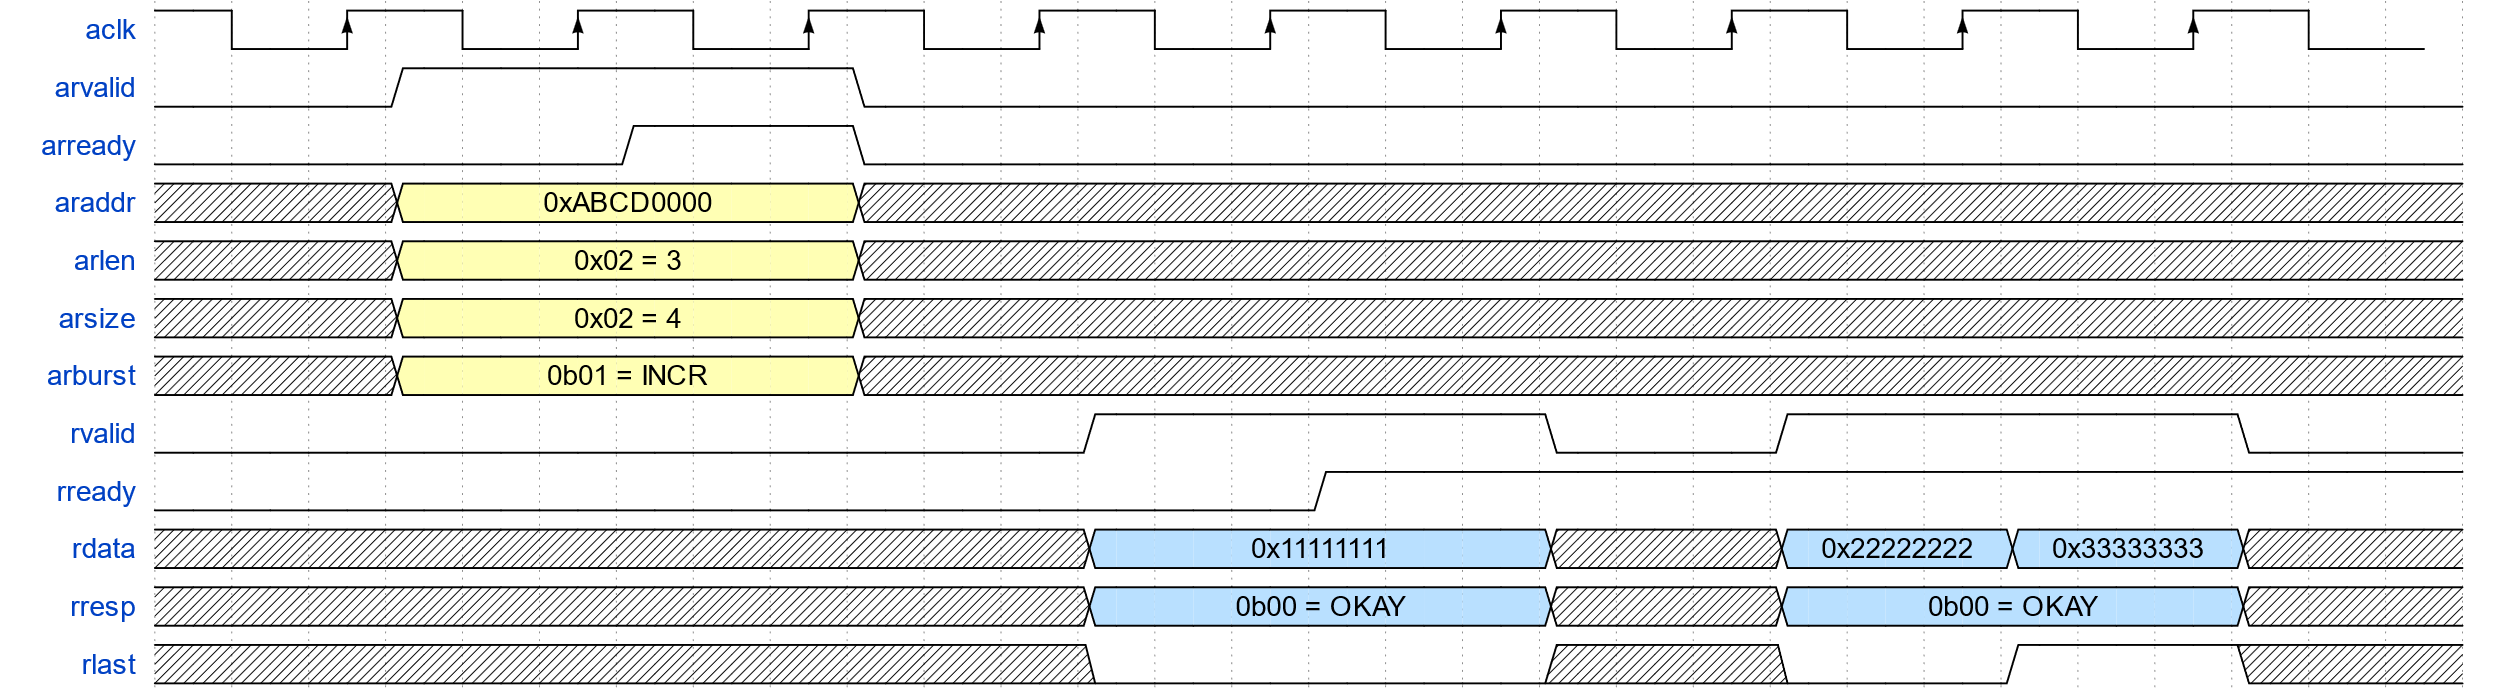 aclk
arvalid
arready
araddr 0xABCD0000
arlen 0x02 = 3
arsize 0x02 = 4
arburst 0b01 = INCR
rvalid
rready
rdata 0x11111111 0x22222222 0x33333333
rresp 0b00 = OKAY 0b00 = OKAY
rlast